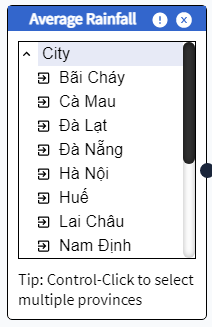 Average Rainfall
City
Bãi Cháy
Cà Mau
Đà Lạt
Đà Nẵng
Hà Nội
Huế
Lai Châu
Nam Định
Tip: Control-Click to select
multiple provinces